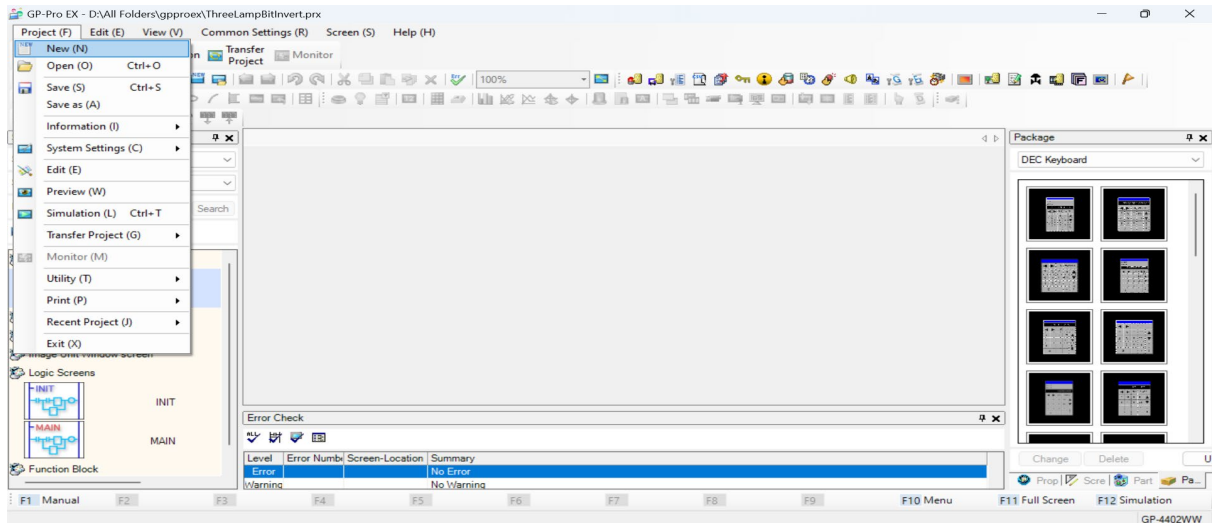 GP-Pro EX - D:\All Folders\gpproex\ThreeLampBitInvert.prx
Project (F) Edit (E) View (V) Common Settings (R) Screen (S) Help (H)
New (N)
Open (O) Ctrl+O
Save (S) Ctrl+S
Save as (A)
Information (I)
System Settings (C)
Edit (E)
Preview (W)
Simulation (L) Ctrl+T
Transfer Project (G)
Monitor (M)
Utility (T)
Print (P)
Recent Project (J)
Exit (X)
Transfer
Project
Monitor
100%
Search
Logic Screens
INIT
INIT
MAIN
MAIN
Function Block
Error Check
Level Error Numbe Screen-Location Summary
Error No Error
Warning No Warning
Package
DEC Keyboard
Change Delete U
Prop Scre Part Pa...
F1 Manual F2 F3 F4 F5 F6 F7 F8 F9 F10 Menu F11 Full Screen F12 Simulation
GP-4402WW